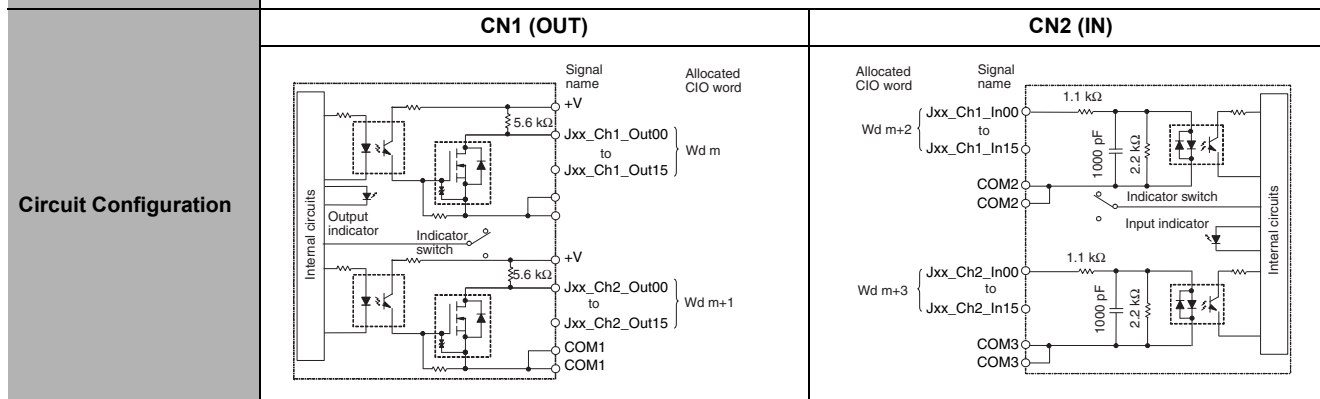 CN1 (OUT)
CN2 (IN)
Circuit Configuration
Signal name
Allocated CIO word
+V
5.6 kΩ
Jxx_Ch1_Out00
to
Jxx_Ch1_Out15
Wd m
Internal circuits
Output indicator
Indicator switch
+V
5.6 kΩ
Jxx_Ch2_Out00
to
Jxx_Ch2_Out15
Wd m+1
COM1
COM1
Allocated CIO word
Signal name
1.1 kΩ
Jxx_Ch1_In00
to
Jxx_Ch1_In15
Wd m+2
1000 pF
2.2 kΩ
COM2
COM2
Indicator switch
Input indicator
Internal circuits
1.1 kΩ
Jxx_Ch2_In00
to
Jxx_Ch2_In15
Wd m+3
1000 pF
2.2 kΩ
COM3
COM3